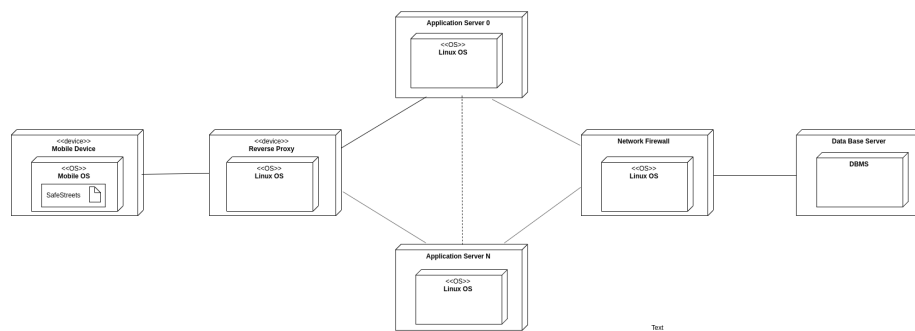 Application Server 0
<<OS>>
Linux OS
<<device>>
Mobile Device
<<OS>>
Mobile OS
SafeStreets
<<device>>
Reverse Proxy
<<OS>>
Linux OS
Network Firewall
<<OS>>
Linux OS
Data Base Server
DBMS
Application Server N
<<OS>>
Linux OS
Text